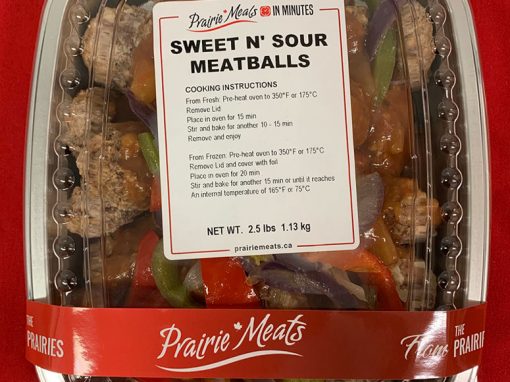 Prairie Meats IN MINUTES
SWEET N' SOUR
MEATBALLS
COOKING INSTRUCTIONS
From Fresh: Pre-heat oven to 350°F or 175°C
Remove Lid
Place in oven for 15 min
Stir and bake for another 10 - 15 min
Remove and enjoy
From Frozen: Pre-heat oven to 350°F or 175°C
Remove Lid and cover with foil
Place in oven for 20 min
Stir and bake for another 15 min or until it reaches
An internal temperature of 165°F or 75°C
NET WT. 2.5 lbs 1.13 kg
prairiemeats.ca
THE
PRAIRIES
Prairie Meats
From THE
PRAIRIE